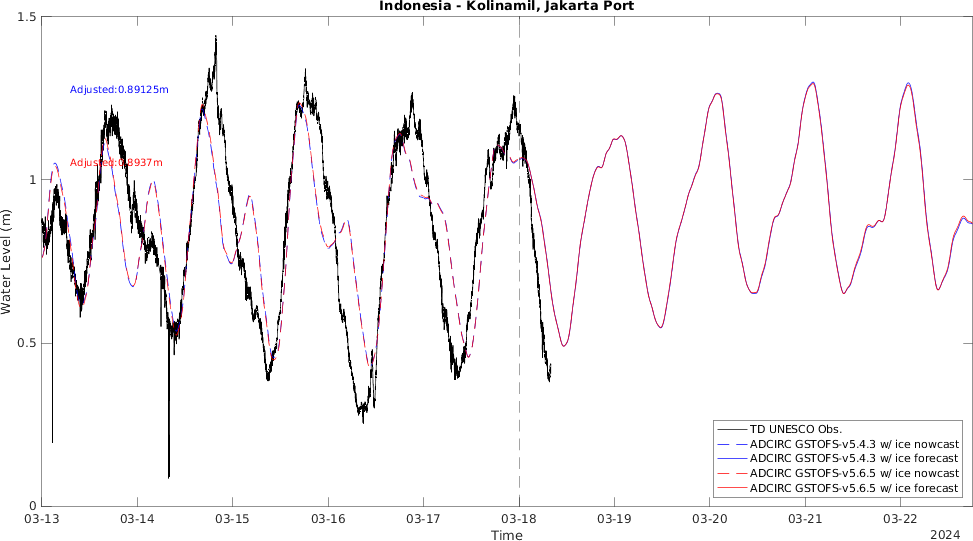 Indonesia - Kolinamil, Jakarta Port
Water Level (m)
1.5
1
0.5
0
Adjusted:0.89125m
Adjusted:0.8937m
TD UNESCO Obs.
ADCIRC GSTOFS-v5.4.3 w/ ice nowcast
ADCIRC GSTOFS-v5.4.3 w/ ice forecast
ADCIRC GSTOFS-v5.6.5 w/ ice nowcast
ADCIRC GSTOFS-v5.6.5 w/ ice forecast
03-13 03-14 03-15 03-16 03-17 03-18 03-19 03-20 03-21 03-22
Time
2024